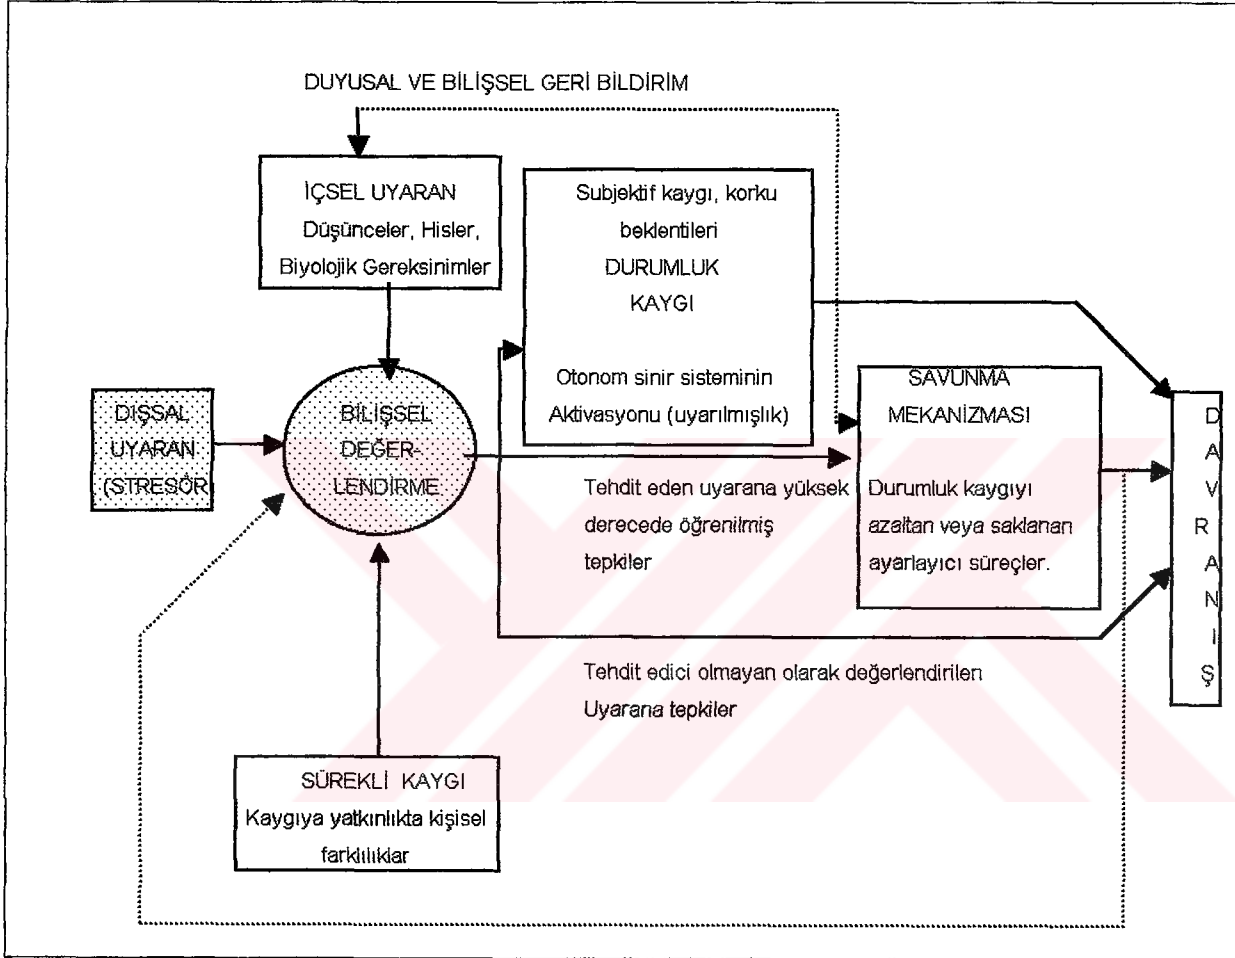 DUYUSAL VE BİLİŞSEL GERİ BİLDİRİM
İÇSEL UYARAN
Düşünceler, Hisler,
Biyolojik Gereksinimler
Subjektif kaygı, korku
beklentileri
DURUMLUK
KAYGI
Otonom sinir sisteminin
Aktivasyonu (uyarılmışlık)
DIŞSAL
UYARAN
(STRESÖR
BİLİŞSEL
DEĞER-
LENDİRME
SAVUNMA
MEKANİZMASI
Durumluk kaygıyı
azaltan veya saklanan
ayarlayıcı süreçler.
Tehdit eden uyarana yüksek
derecede öğrenilmiş
tepkiler
Tehdit edici olmayan olarak değerlendirilen
Uyarana tepkiler
SÜREKLİ KAYGI
Kaygıya yatkınlıkta kişisel
farklılıklar
D
A
V
R
A
N
I
Ş